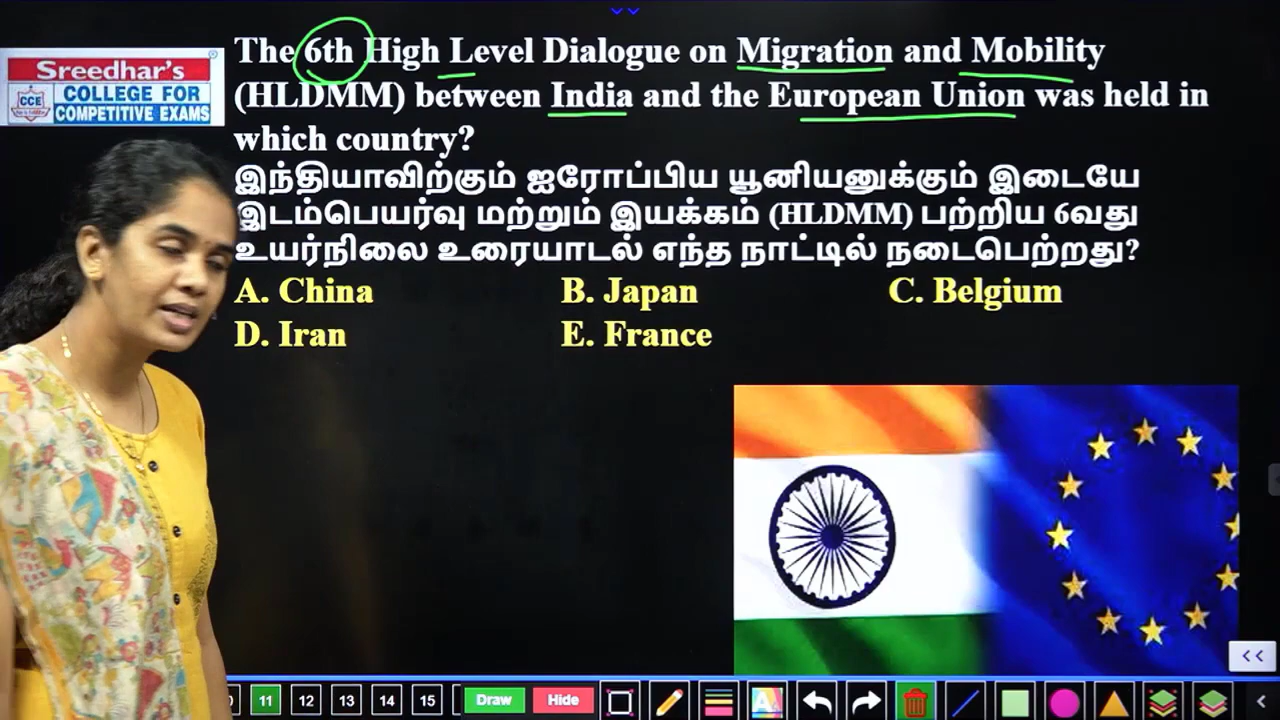 The 6th High Level Dialogue on Migration and Mobility
(HLDMM) between India and the European Union was held in
which country?
இந்தியாவிற்கும் ஐரோப்பிய யூனியனுக்கும் இடையே
இடம்பெயர்வு மற்றும் இயக்கம் (HLDMM) பற்றிய 6வது
உயர்நிலை உரையாடல் எந்த நாட்டில் நடைபெற்றது?
A. China B. Japan C. Belgium
D. Iran E. France
Sreedhar's
CCE
COLLEGE FOR
COMPETITIVE EXAMS
11 12 13 14 15 Draw Hide